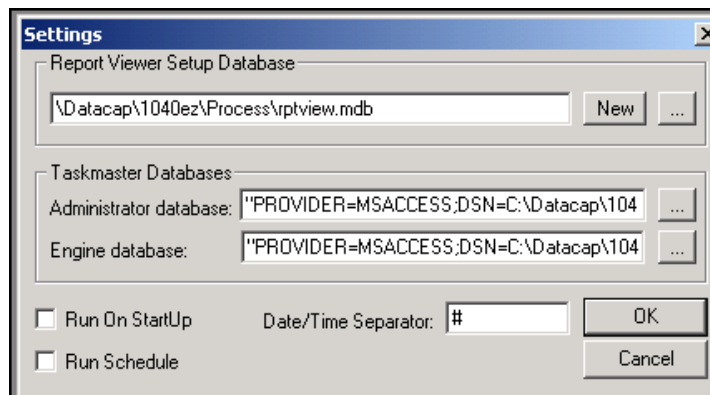 Settings
Report Viewer Setup Database
\Datacap\1040ez\Process\rptview.mdb New ...
Taskmaster Databases
Administrator database: "PROVIDER=MSACCESS;DSN=C:\Datacap\104 ...
Engine database: "PROVIDER=MSACCESS;DSN=C:\Datacap\104 ...
Run On StartUp Date/Time Separator: # OK
Run Schedule Cancel